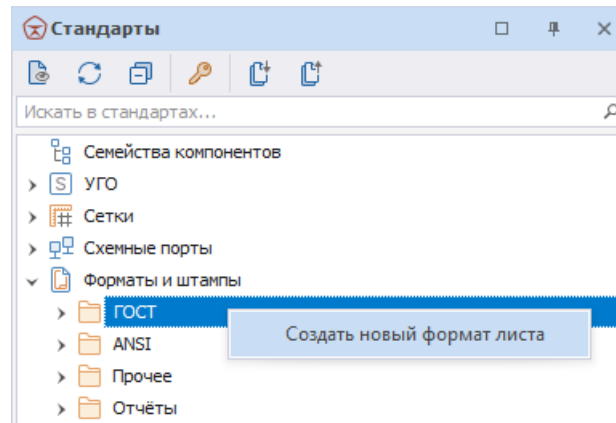 Стандарты
Искать в стандартах...
Семейства компонентов
S УГО
Сетки
Схемные порты
Форматы и штампы
ГОСТ
Создать новый формат листа
ANSI
Прочее
Отчёты